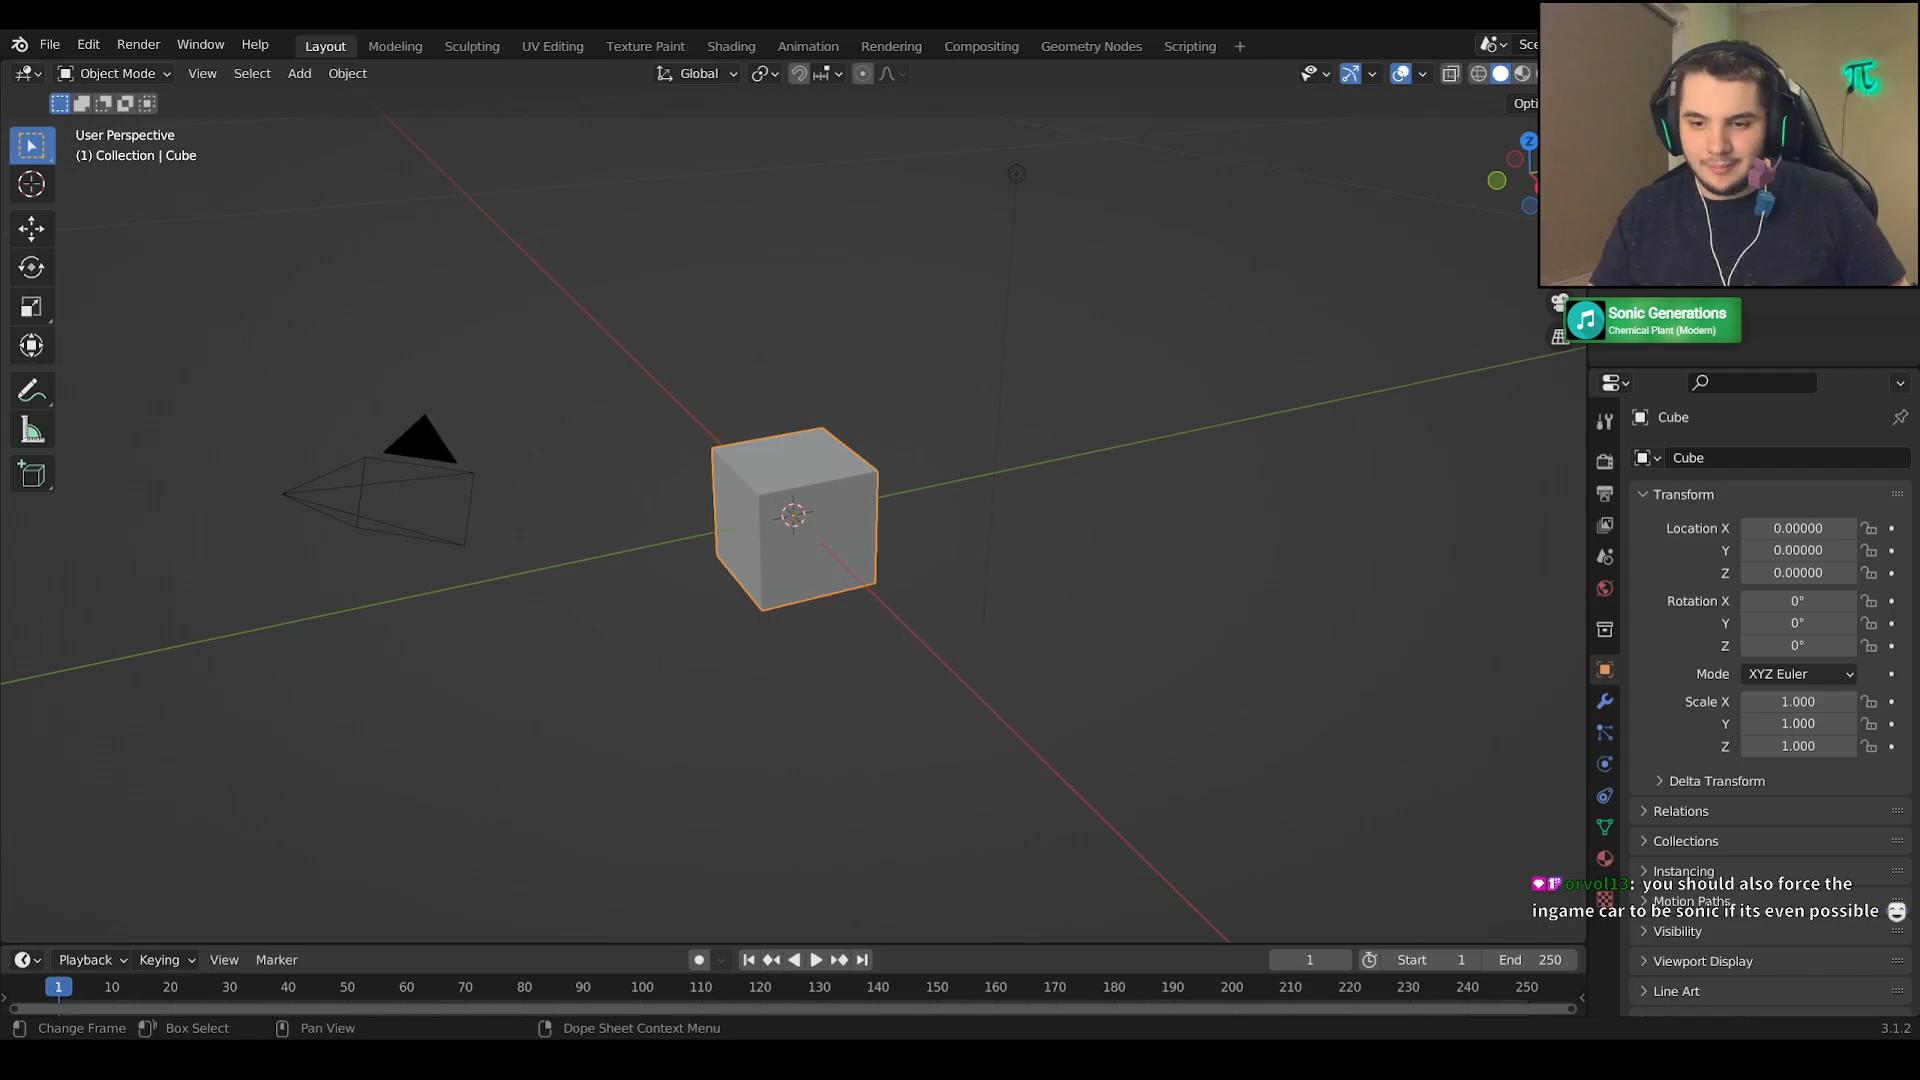 File Edit Render Window Help Layout Modeling Sculpting UV Editing Texture Paint Shading Animation Rendering Compositing Geometry Nodes Scripting + Sce
Object Mode View Select Add Object Global
Opti
User Perspective
(1) Collection | Cube
Z
π
Sonic Generations
Chemical Plant (Modern)
Cube
Cube
Transform
Location X 0.00000
Y 0.00000
Z 0.00000
Rotation X 0°
Y 0°
Z 0°
Mode XYZ Euler
Scale X 1.000
Y 1.000
Z 1.000
Delta Transform
Relations
Collections
Instancing
orvol13: you should also force the
Motion Paths
ingame car to be sonic if its even possible
Visibility
Viewport Display
Line Art
Playback Keying View Marker 1 Start 1 End 250
1 10 20 30 40 50 60 70 80 90 100 110 120 130 140 150 160 170 180 190 200 210 220 230 240 250
Change Frame Box Select Pan View Dope Sheet Context Menu 3.1.2